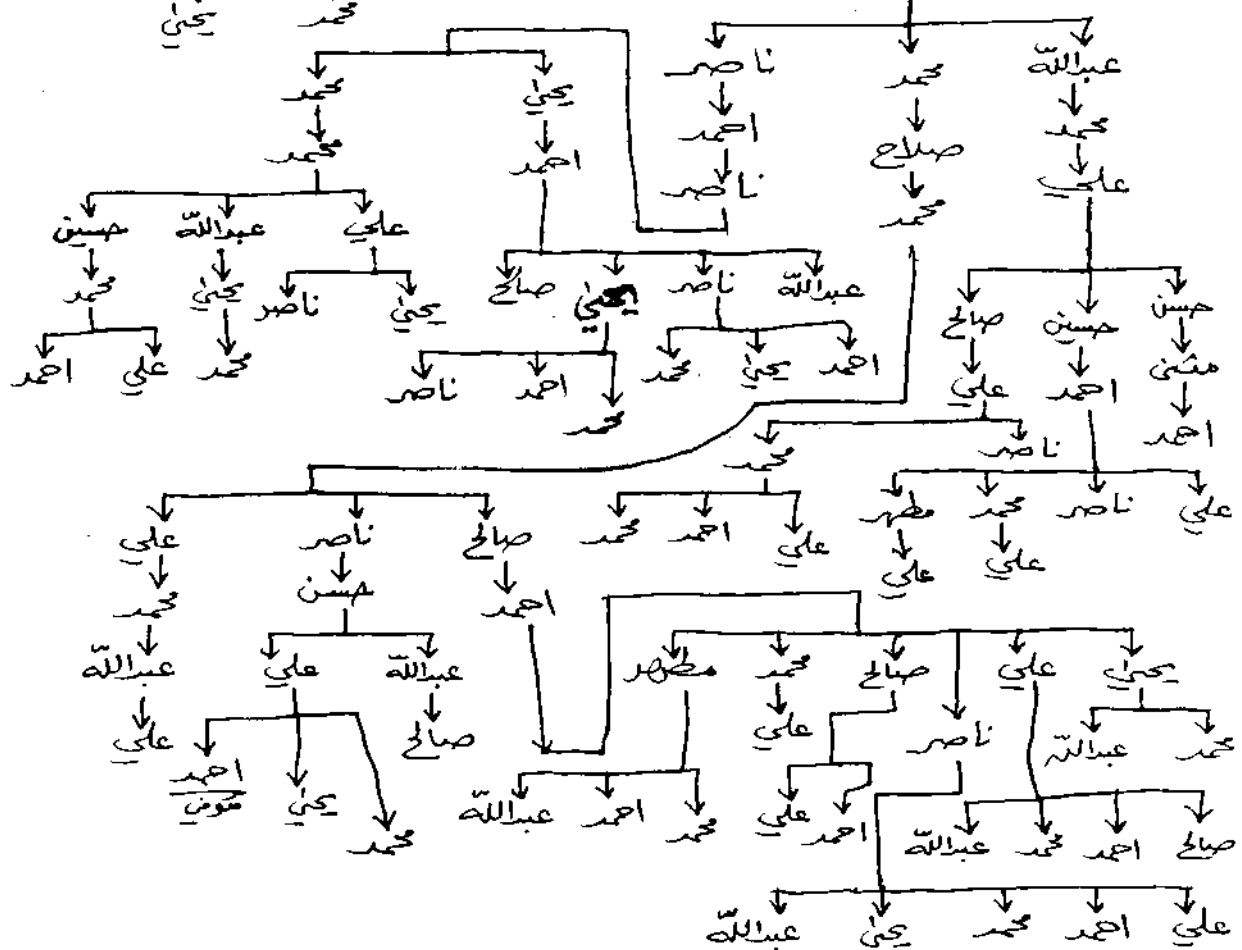 محمد يحيى
عبدالله محمد ناصر
يحيى محمد
محمد صلاح احمد
احمد محمد
علي محمد ناصر
علي عبدالله حسين
عبدالله ناصر يحيى صالح
يحيى ناصر يحيى محمد
حسن حسين صالح
احمد يحيى محمد
محمد احمد ناصر
محمد علي احمد
مثنى احمد علي
احمد ناصر محمد
علي ناصر محمد مطهر
علي احمد محمد
صالح ناصر علي
علي علي
احمد حسن محمد
يحيى علي ناصر صالح محمد مطهر
عبدالله علي عبدالله
محمد عبدالله علي
صالح علي
صالح احمد محمد عبدالله
احمد علي
محمد احمد عبدالله
احمد
يحيى محمد
علي احمد محمد يحيى عبدالله